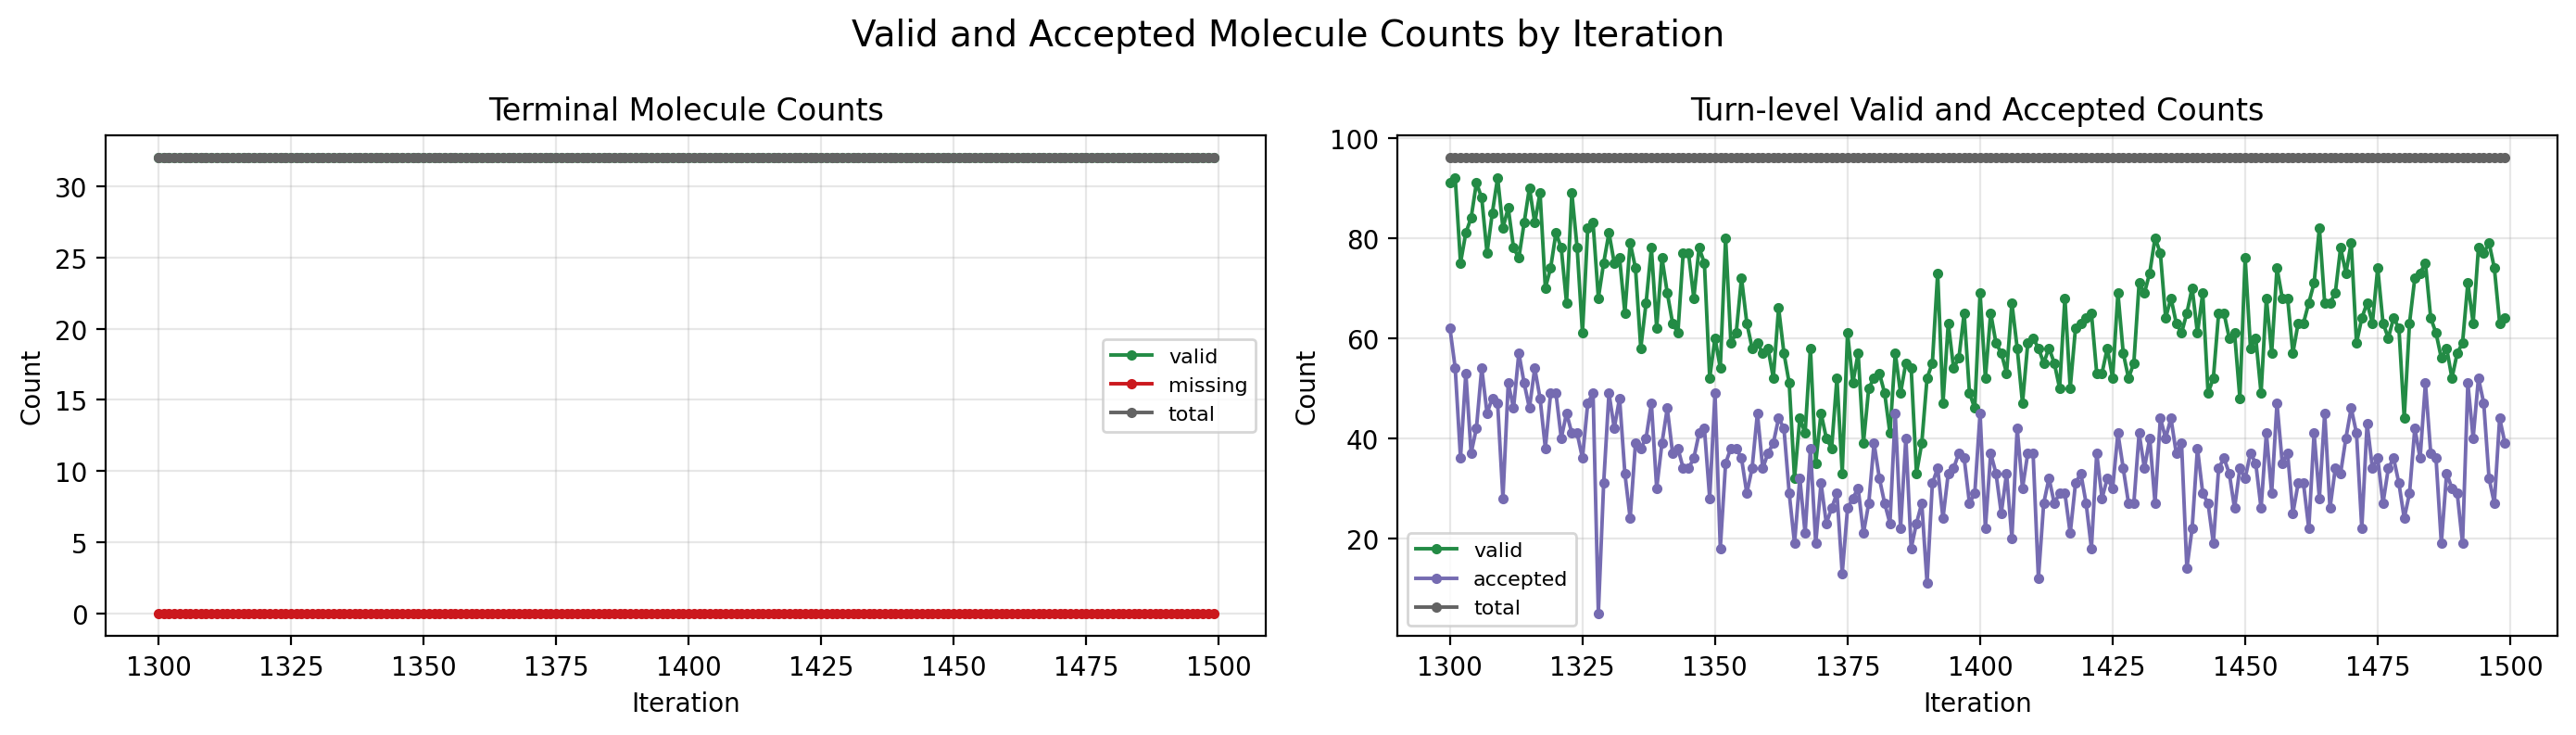 Valid and Accepted Molecule Counts by Iteration
Terminal Molecule Counts
Count
30
25
20
15
10
5
0
valid
missing
total
1300 1325 1350 1375 1400 1425 1450 1475 1500
Iteration
Turn-level Valid and Accepted Counts
Count
100
80
60
40
20
valid
accepted
total
1300 1325 1350 1375 1400 1425 1450 1475 1500
Iteration